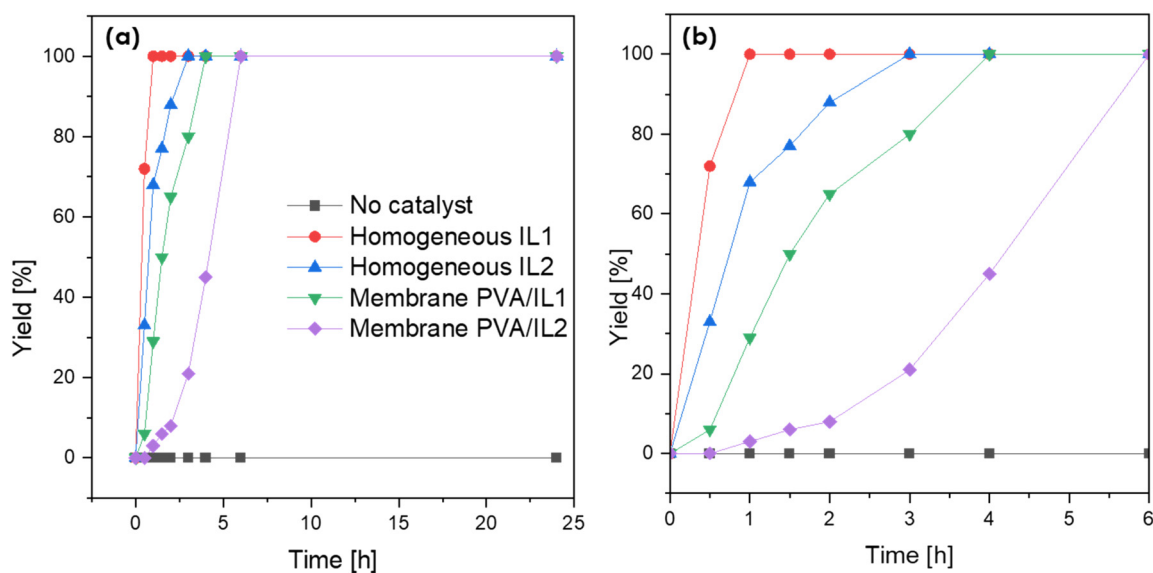 (a)
Yield [%]
100
80
60
40
20
0
No catalyst
Homogeneous IL1
Homogeneous IL2
Membrane PVA/IL1
Membrane PVA/IL2
0 5 10 15 20 25
Time [h]
(b)
Yield [%]
100
80
60
40
20
0
0 1 2 3 4 5 6
Time [h]